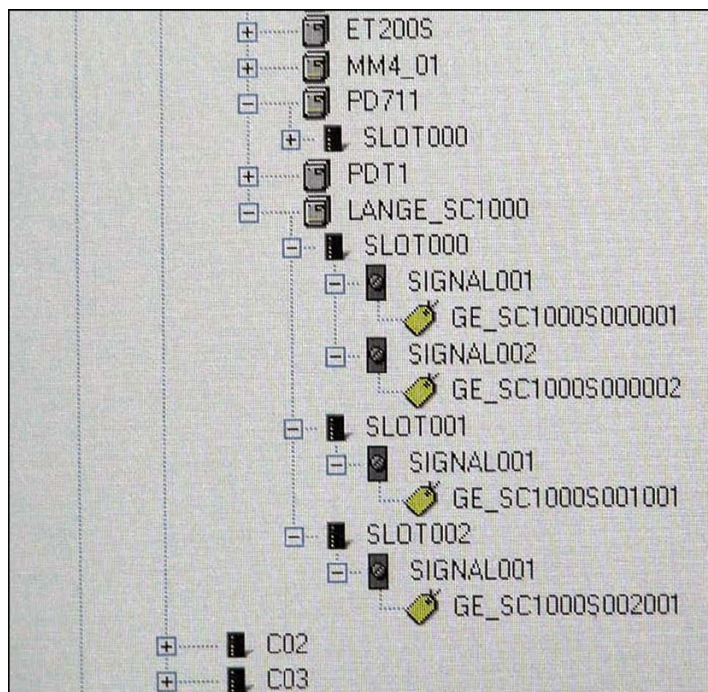 ET200S
MM4_01
PD711
SLOT000
PDT1
LANGE_SC1000
SLOT000
SIGNAL001
GE_SC1000S000001
SIGNAL002
GE_SC1000S000002
SLOT001
SIGNAL001
GE_SC1000S001001
SLOT002
SIGNAL001
GE_SC1000S002001
C02
C03